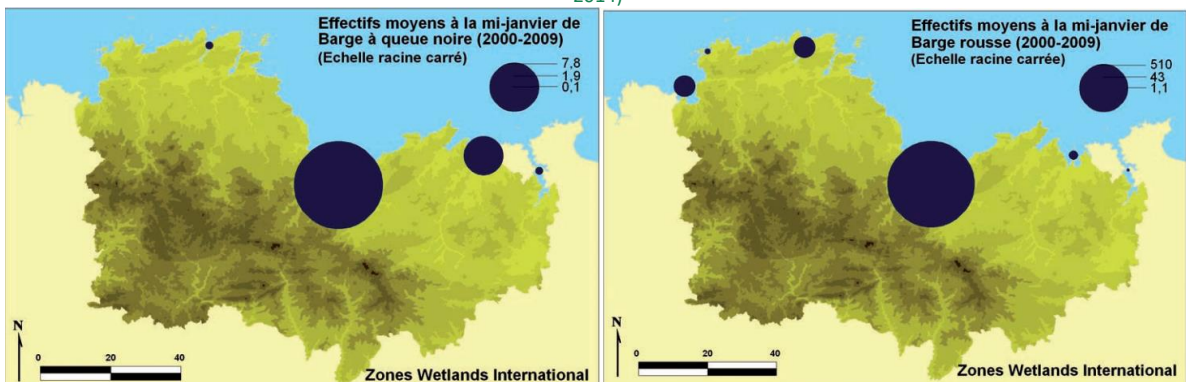 2014)
Effectifs moyens à la mi-janvier de
Barge à queue noire (2000-2009)
(Echelle racine carré)
7,8
1,9
0,1
N
0 20 40
Zones Wetlands International
Effectifs moyens à la mi-janvier de
Barge rousse (2000-2009)
(Echelle racine carrée)
510
43
1,1
N
0 20 40
Zones Wetlands International